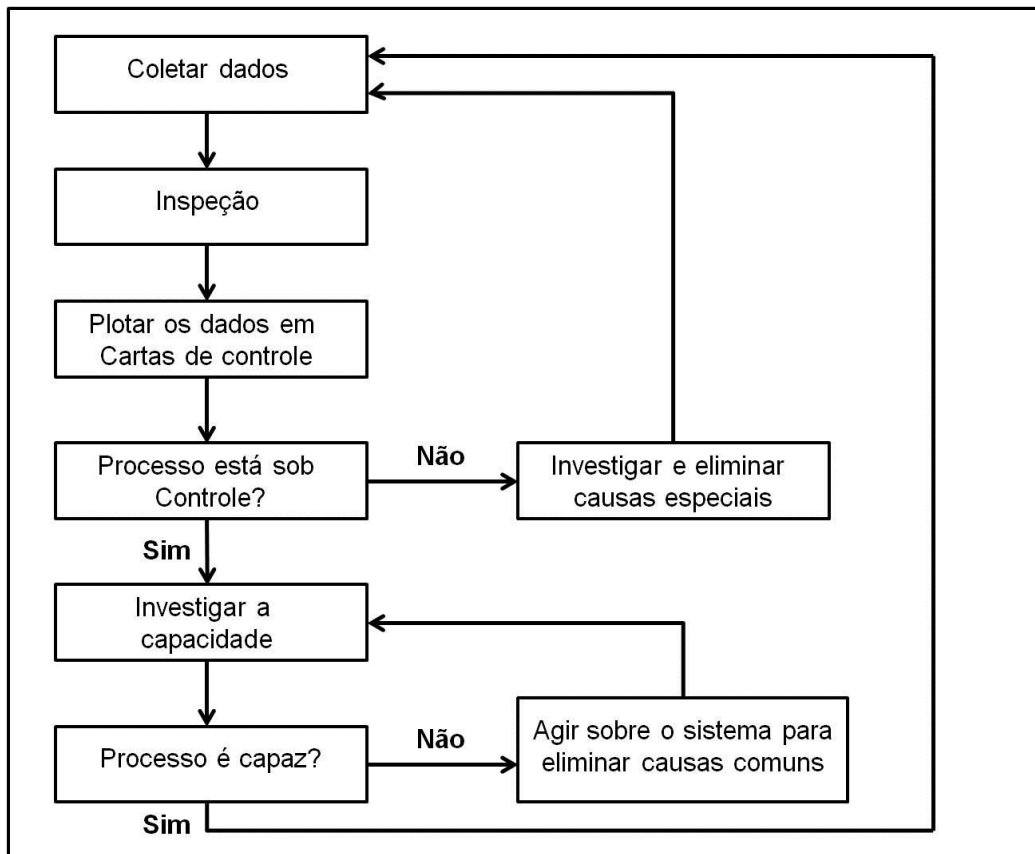 Coletar dados
Inspeção
Plotar os dados em
Cartas de controle
Processo está sob
Controle?
Não
Investigar e eliminar
causas especiais
Sim
Investigar a
capacidade
Processo é capaz?
Não
Agir sobre o sistema para
eliminar causas comuns
Sim